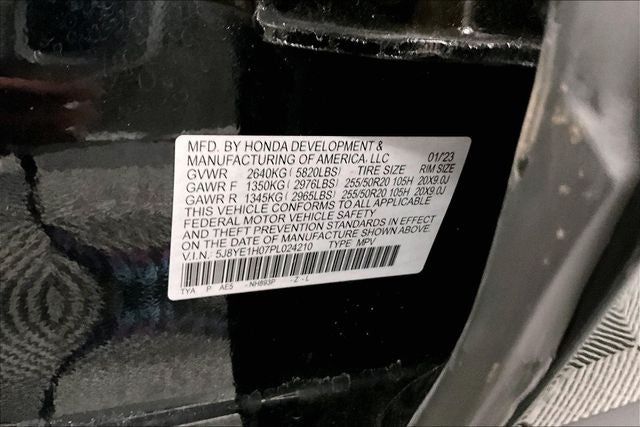 MFD. BY HONDA DEVELOPMENT &
MANUFACTURING OF AMERICA, LLC 01/23
GVWR 2640KG (5820LBS) TIRE SIZE RIM SIZE
GAWR F 1350KG (2976LBS) 255/50R20 105H 20X9.0J
GAWR R 1345KG (2965LBS) 255/50R20 105H 20X9.0J
THIS VEHICLE CONFORMS TO ALL APPLICABLE
FEDERAL MOTOR VEHICLE SAFETY
AND THEFT PREVENTION STANDARDS IN EFFECT
ON THE DATE OF MANUFACTURE SHOWN ABOVE.
V.I.N.: 5J8YE1H07PL024210 TYPE: MPV
TYA P AE5 - NH893P - Z - L